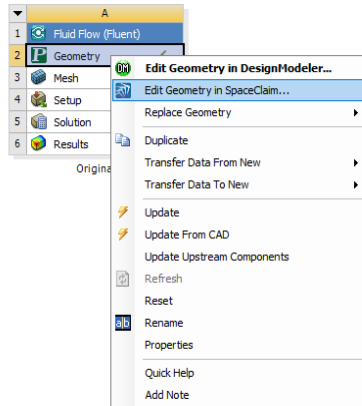 A
1 Fluid Flow (Fluent)
2 Geometry
3 Mesh
4 Setup
5 Solution
6 Results
Origina
DM Edit Geometry in DesignModeler...
Edit Geometry in SpaceClaim...
Replace Geometry
Duplicate
Transfer Data From New
Transfer Data To New
Update
Update From CAD
Update Upstream Components
Refresh
Reset
a|b Rename
Properties
Quick Help
Add Note